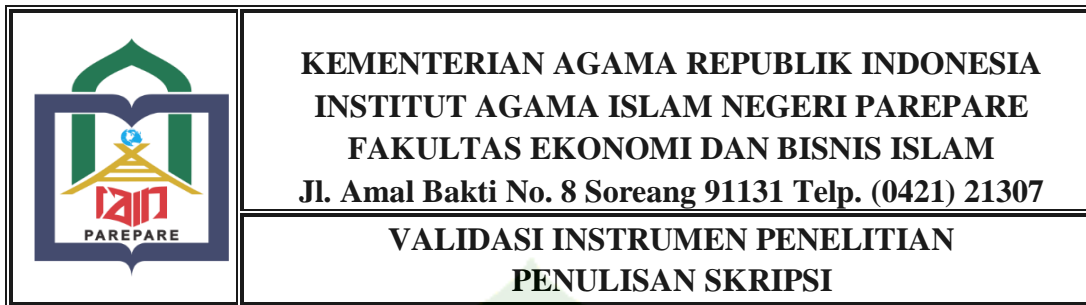 KEMENTERIAN AGAMA REPUBLIK INDONESIA
INSTITUT AGAMA ISLAM NEGERI PAREPARE
FAKULTAS EKONOMI DAN BISNIS ISLAM
Jl. Amal Bakti No. 8 Soreang 91131 Telp. (0421) 21307
VALIDASI INSTRUMEN PENELITIAN
PENULISAN SKRIPSI
iain
PAREPARE